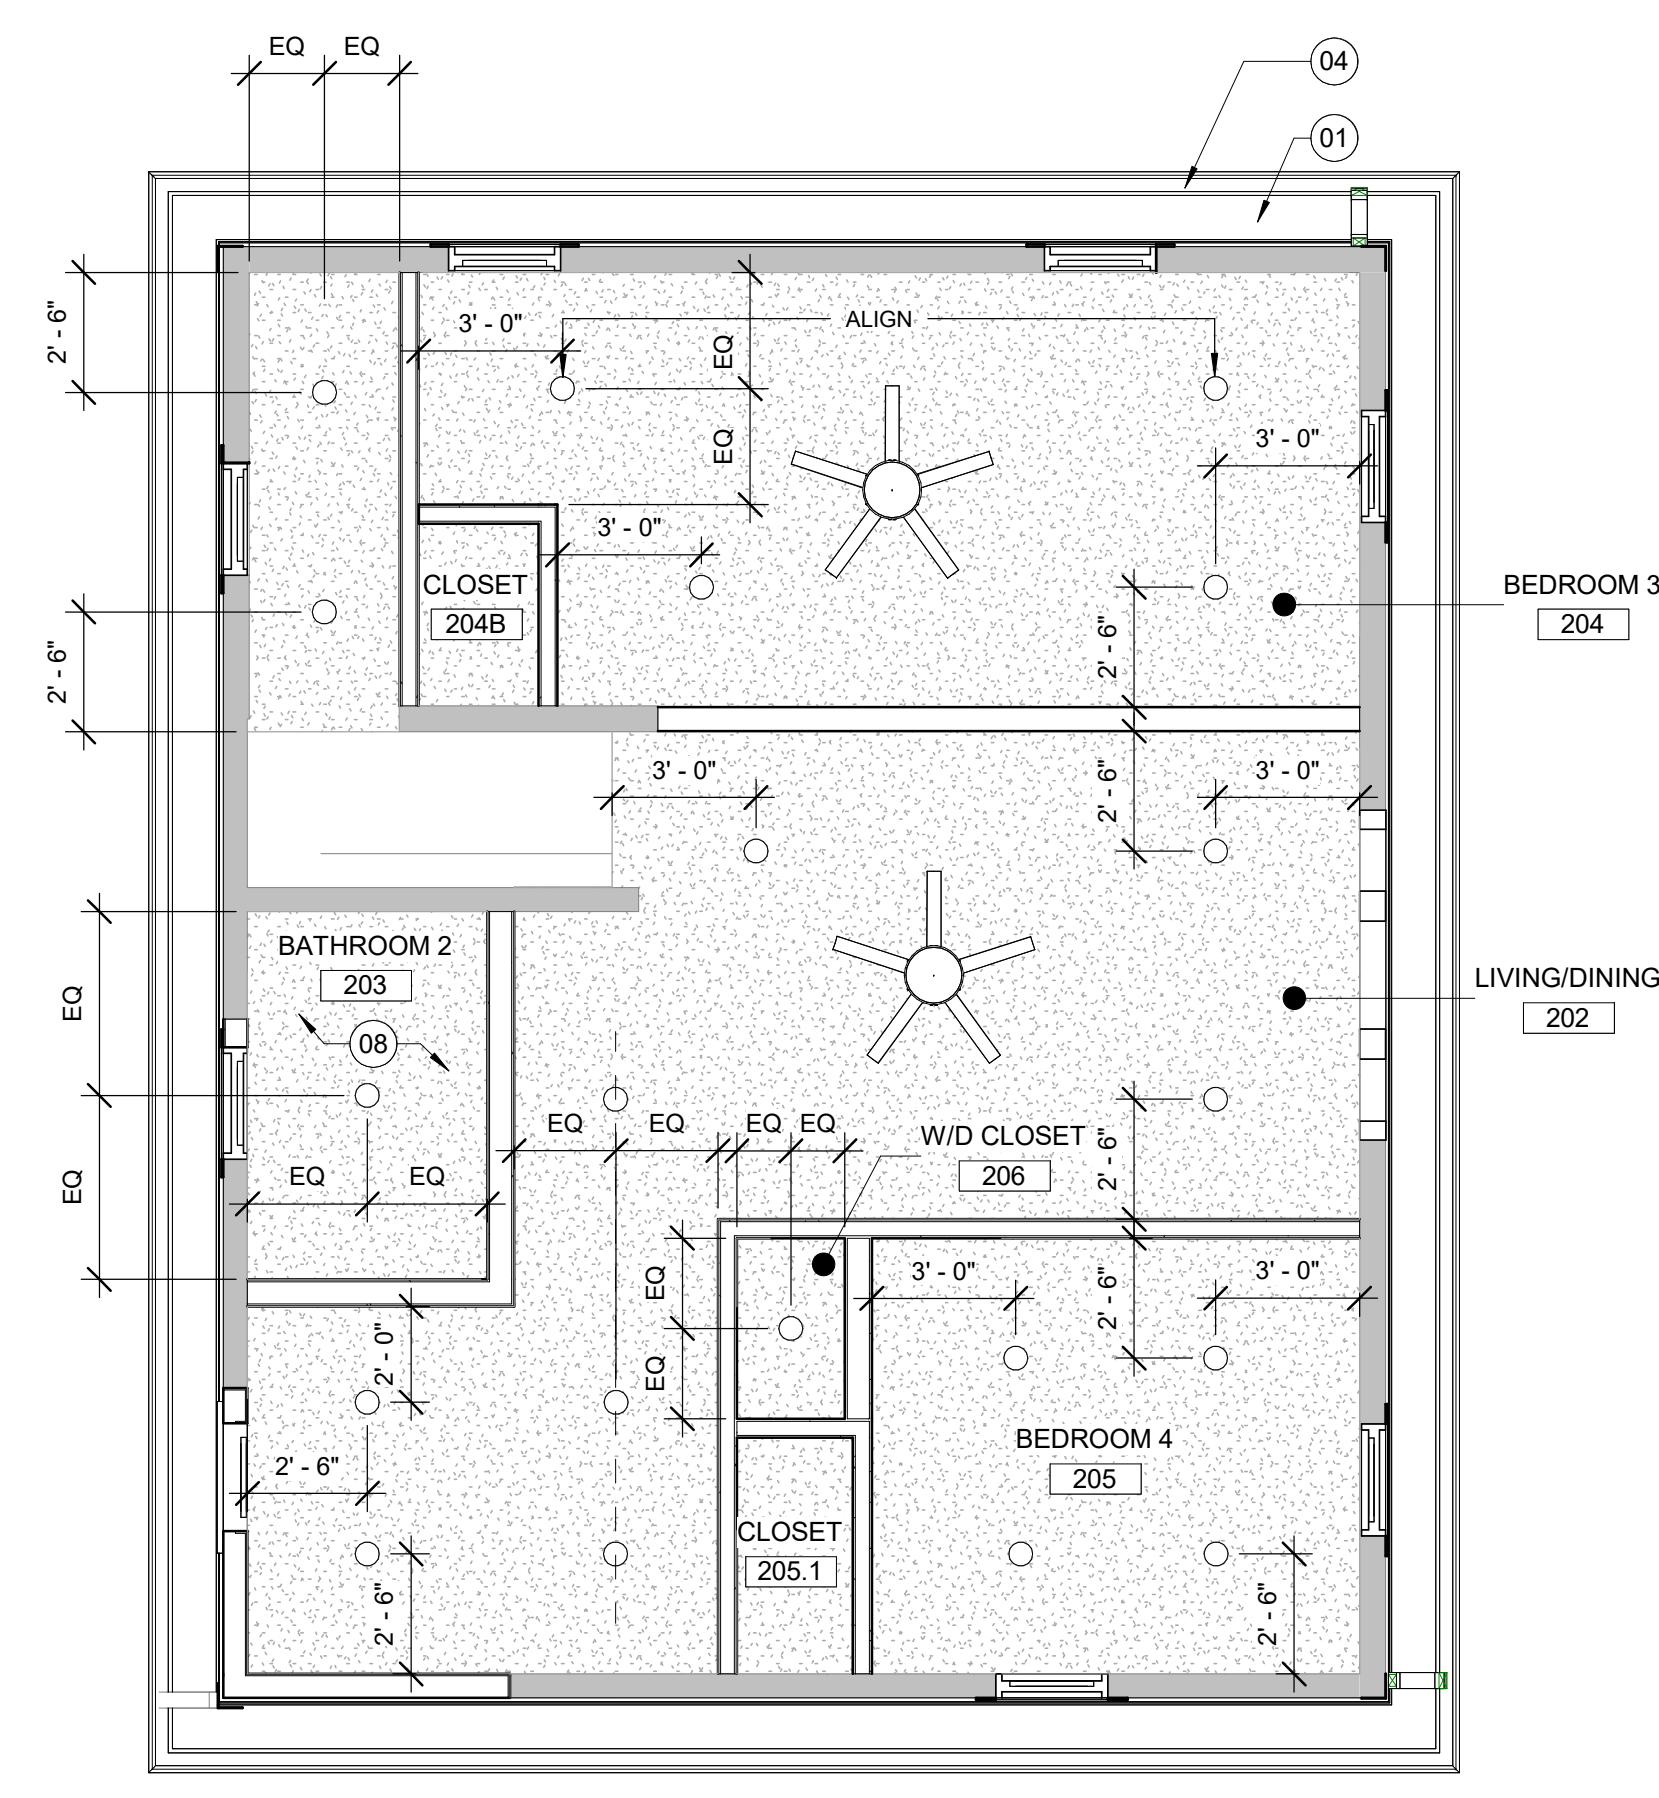 EQ EQ
04
01
2' - 6"
3' - 0"
ALIGN
EQ
3' - 0"
EQ
3' - 0"
CLOSET
204B
BEDROOM 3
204
2' - 6"
2' - 6"
3' - 0"
2' - 6"
3' - 0"
BATHROOM 2
203
EQ
LIVING/DINING
202
08
EQ EQ EQ EQ
W/D CLOSET
206
2' - 6"
EQ
EQ EQ
EQ
3' - 0"
2' - 6"
3' - 0"
2' - 0"
EQ
2' - 6"
BEDROOM 4
205
CLOSET
205.1
2' - 6"
2' - 6"